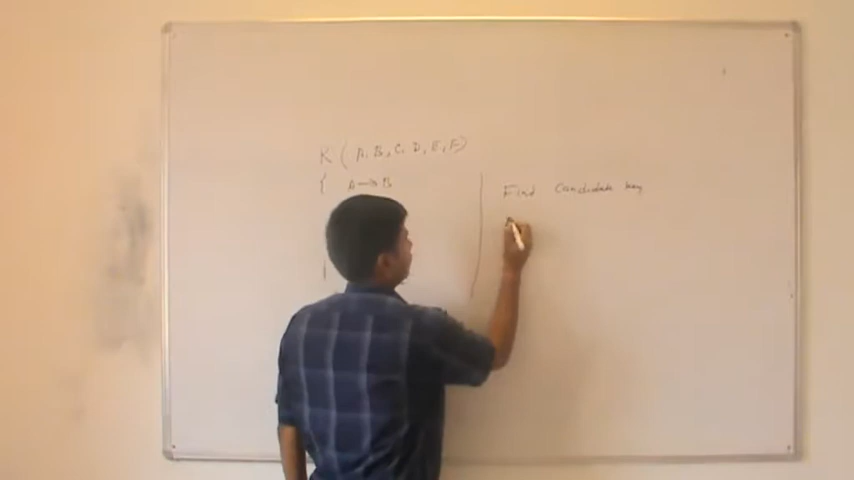 R ( A, B, C, D, E, F )
{ A → B
Find Candidate key